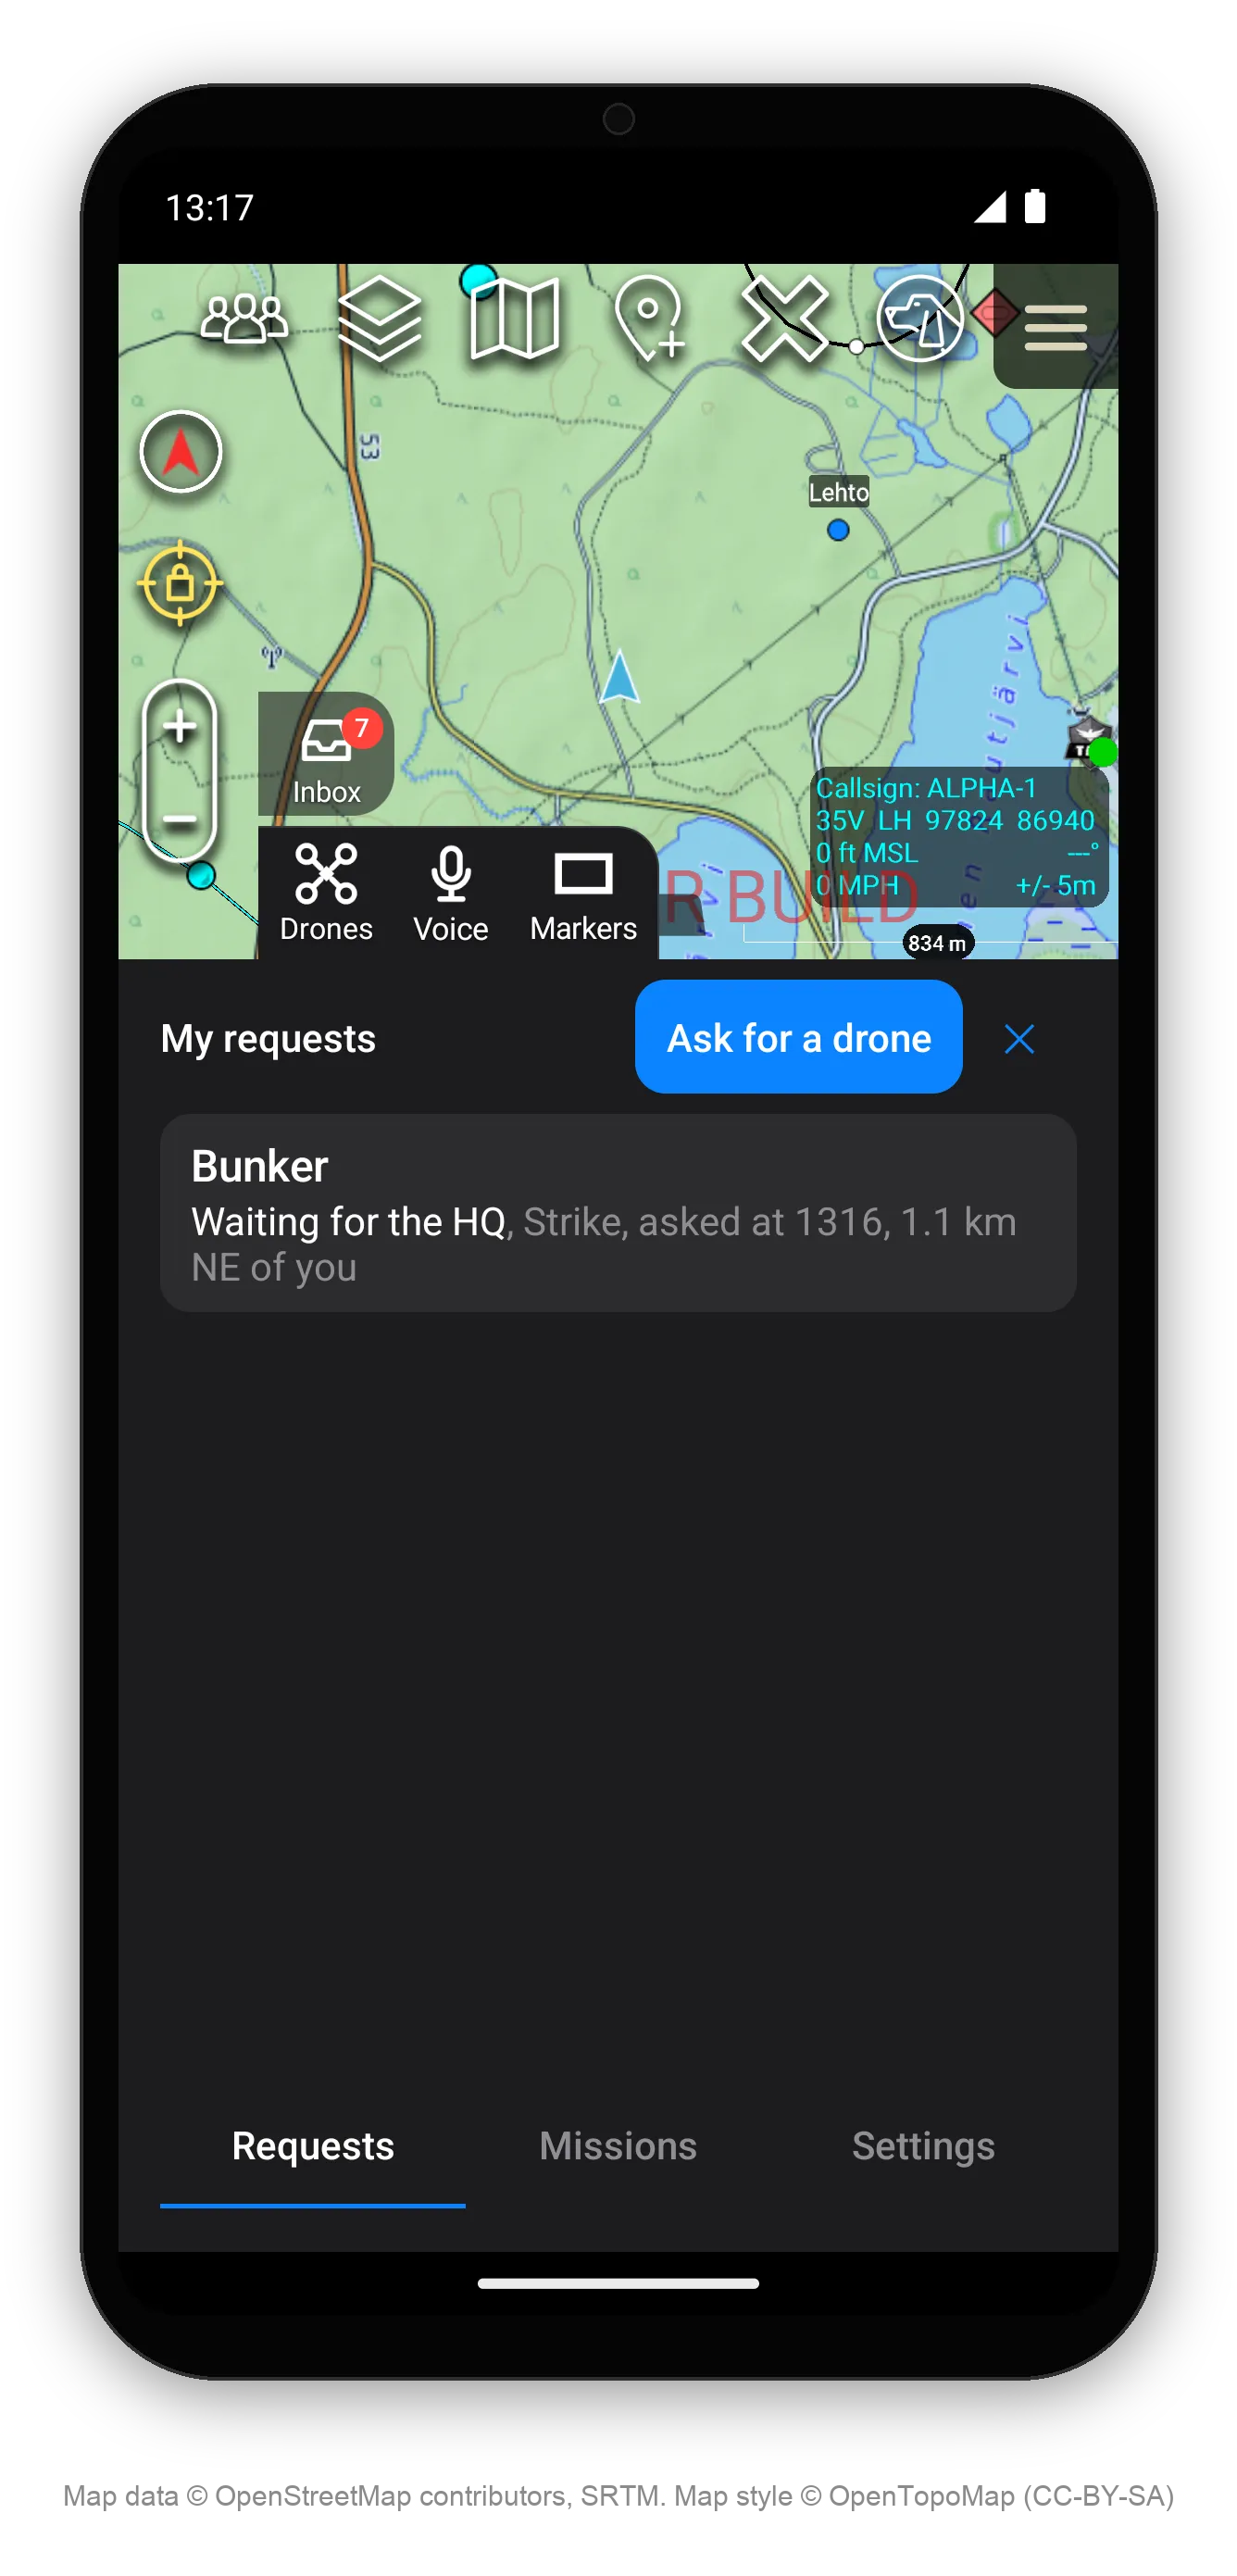 13:17
53
Lehto
7
Inbox
Callsign: ALPHA-1
35V LH 97824 86940
0 ft MSL ---°
0 MPH +/- 5m
R BUILD
834 m
Drones Voice Markers
My requests
Ask for a drone
Bunker
Waiting for the HQ, Strike, asked at 1316, 1.1 km
NE of you
Requests Missions Settings
Map data © OpenStreetMap contributors, SRTM. Map style © OpenTopoMap (CC-BY-SA)